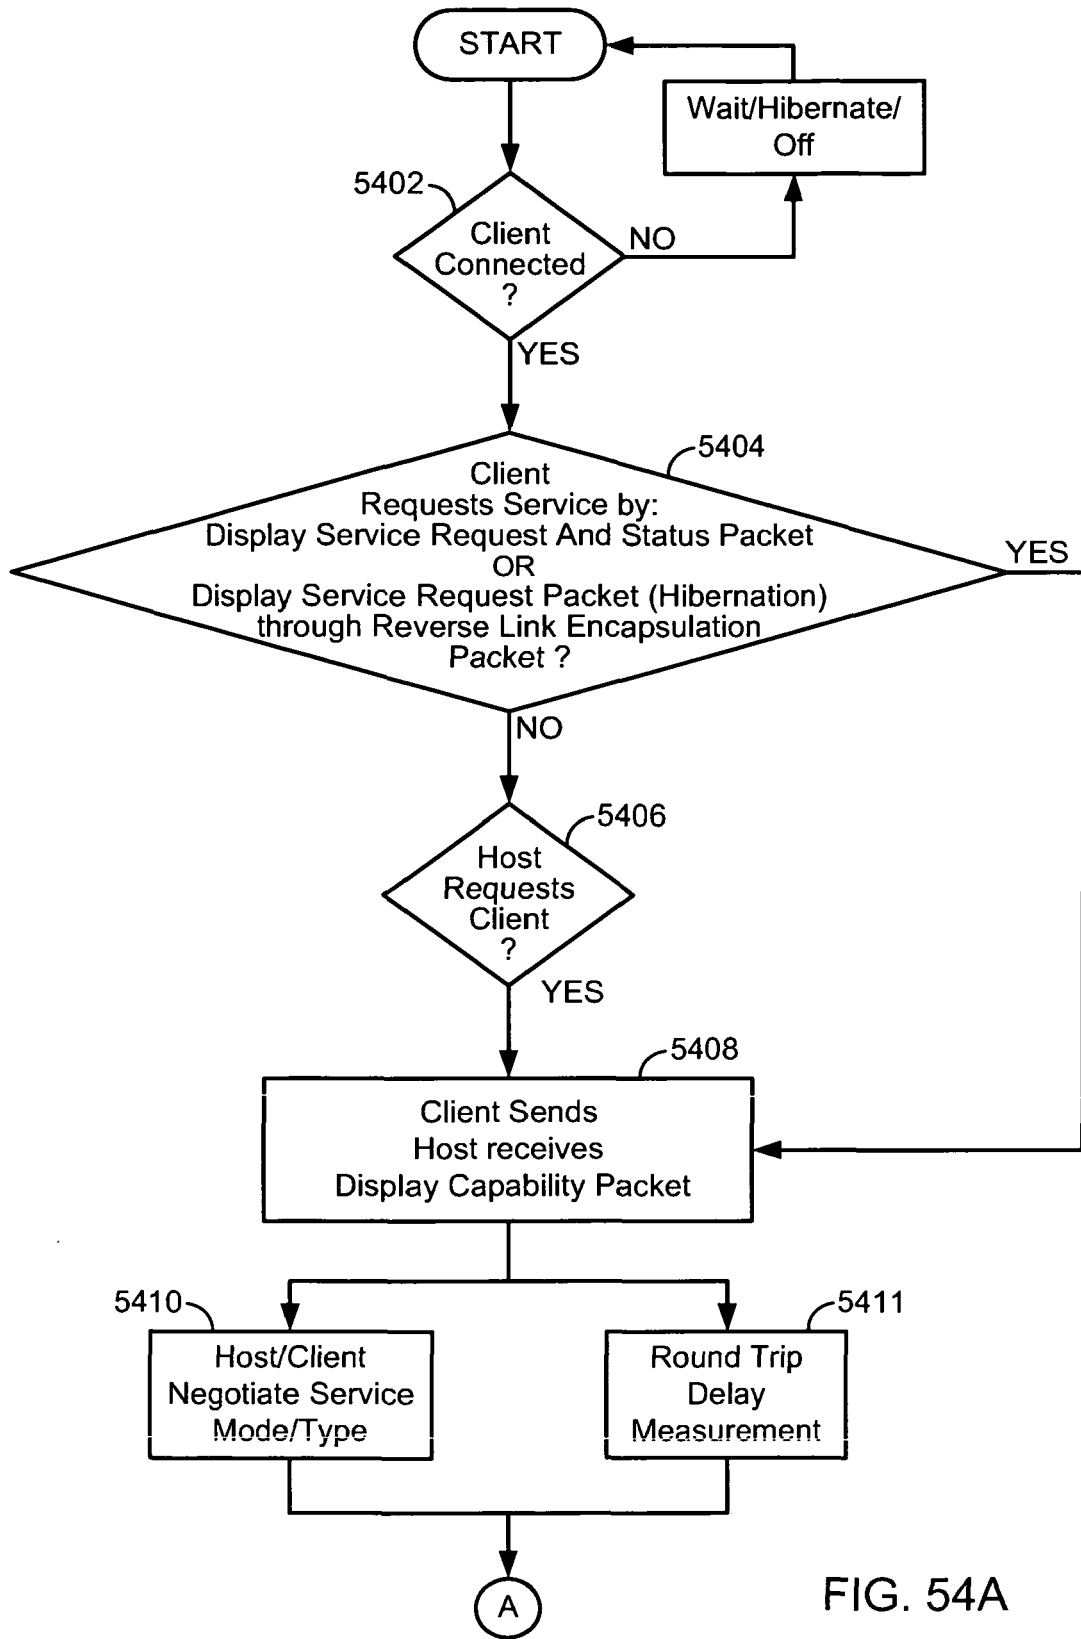 START
Wait/Hibernate/
Off
5402
Client
Connected
?
NO
YES
5404
Client
Requests Service by:
Display Service Request And Status Packet
OR
Display Service Request Packet (Hibernation)
through Reverse Link Encapsulation
Packet ?
YES
NO
5406
Host
Requests
Client
?
YES
5408
Client Sends
Host receives
Display Capability Packet
5410
Host/Client
Negotiate Service
Mode/Type
5411
Round Trip
Delay
Measurement
A
FIG. 54A